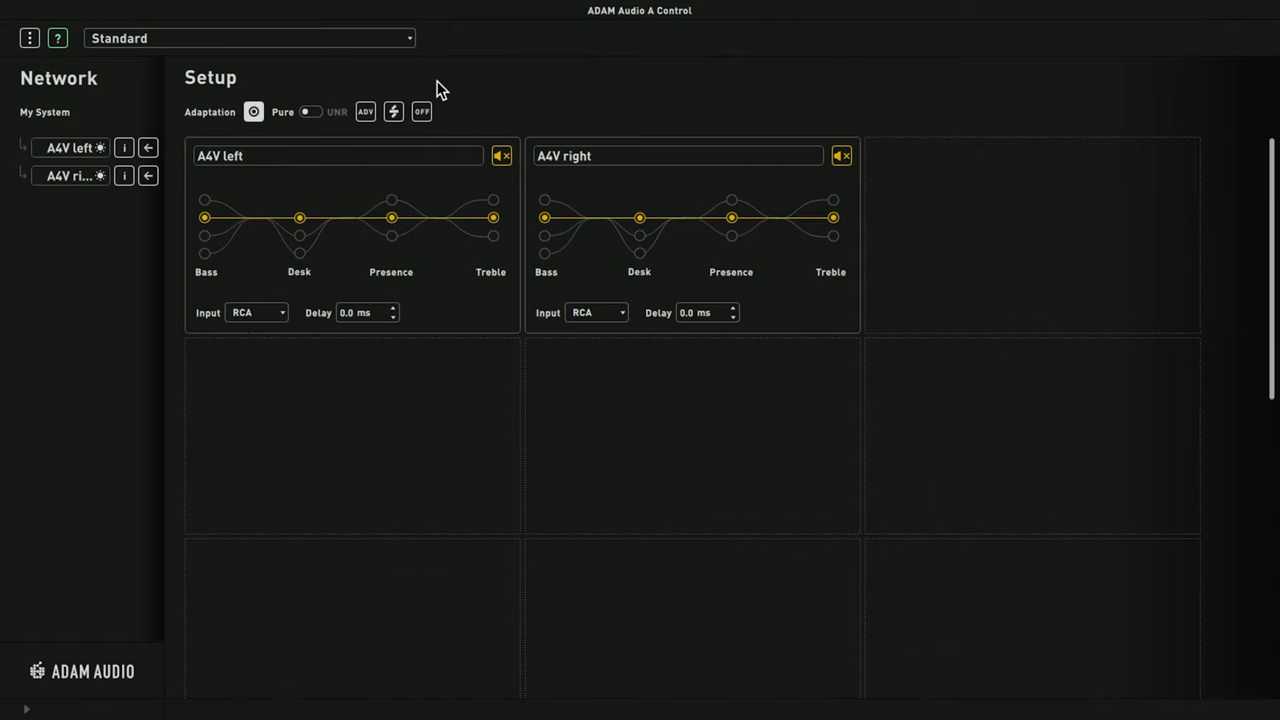 ADAM Audio A Control
? Standard
Network
My System
A4V left i
A4V ri... i
Setup
Adaptation Pure UNR ADV OFF
A4V left
Bass Desk Presence Treble
Input RCA Delay 0.0 ms
A4V right
Bass Desk Presence Treble
Input RCA Delay 0.0 ms
ADAM AUDIO